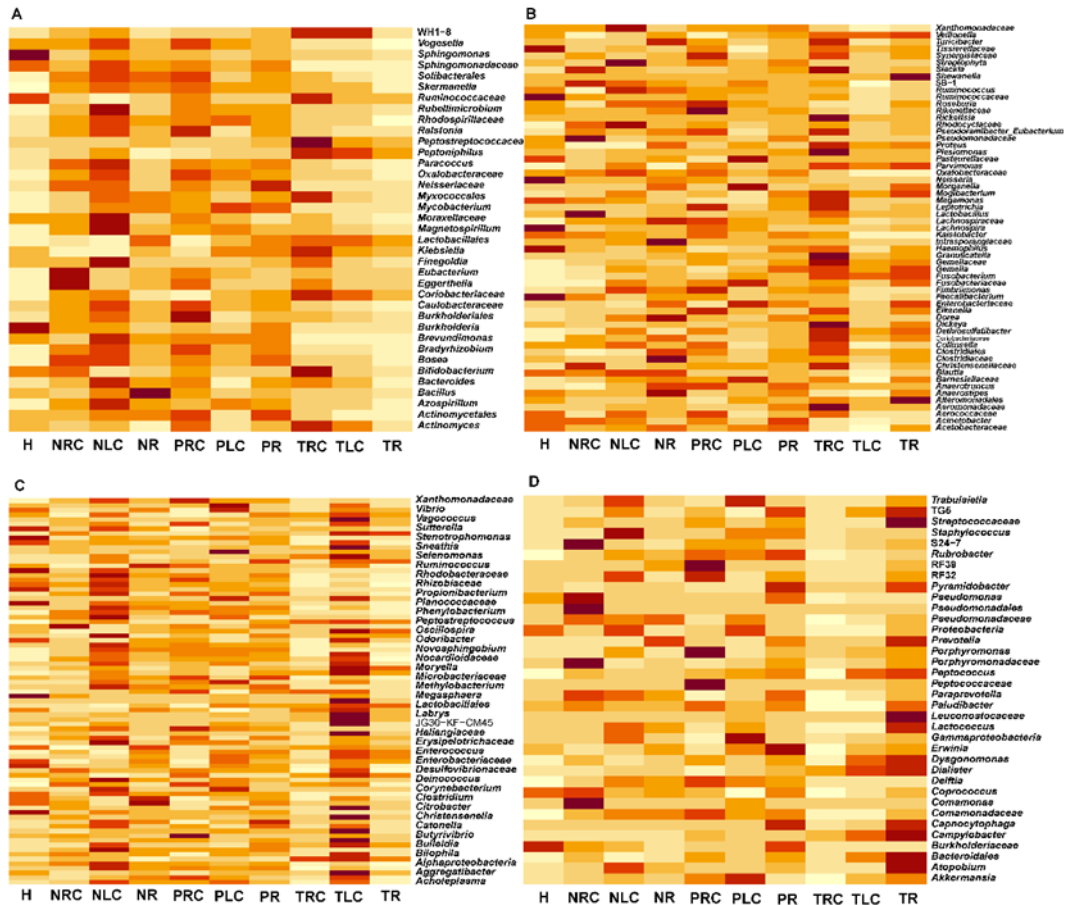 A
WH1-8
Vogesella
Sphingomonas
Sphingomonadaceae
Solibacterales
Skermanella
Ruminococcaceae
Rubellimicrobium
Rhodospirillaceae
Ralstonia
Peptostreptococcaceae
Peptoniphilus
Paracoccus
Oxalobacteraceae
Neisseriaceae
Myxococcales
Mycobacterium
Moraxellaceae
Magnetospirillum
Lactobacillales
Klebsiella
Finegoldia
Eubacterium
Eggerthella
Coriobacteriaceae
Caulobacteraceae
Burkholderiales
Burkholderia
Brevundimonas
Bradyrhizobium
Bosea
Bifidobacterium
Bacteroides
Bacillus
Azospirillum
Actinomycetales
Actinomyces
H NRC NLC NR PRC PLC PR TRC TLC TR
B
Xanthomonadaceae
Veillonella
Turicibacter
Tissierellaceae
Synergistaceae
Streptophyta
Slackia
Shewanella
SB-1
Ruminococcus
Ruminococcaceae
Roseburia
Rikenellaceae
Rickettsia
Rhodocyclaceae
Pseudoramibacter_Eubacterium
Pseudomonadaceae
Proteus
Plesiomonas
Pasteurellaceae
Parvimonas
Oxalobacteraceae
Neisseria
Morganella
Mogibacterium
Megamonas
Leptotrichia
Lactobacillus
Lachnospiraceae
Lachnospira
Kaistobacter
Intrasporangiaceae
Haemophilus
Granulicatella
Gemellaceae
Gemella
Fusobacterium
Fusobacteriaceae
Fimbriimonas
Faecalibacterium
Enterobacteriaceae
Eikenella
Dorea
Dickeya
Dethiosulfatibacter
Coriobacteriaceae
Collinsella
Clostridiales
Clostridiaceae
Christensenellaceae
Blautia
Barnesiellaceae
Anaerotruncus
Anaerostipes
Alteromonadales
Aeromonadaceae
Aerococcaceae
Acinetobacter
Acetobacteraceae
H NRC NLC NR PRC PLC PR TRC TLC TR
C
Xanthomonadaceae
Vibrio
Vagococcus
Sutterella
Stenotrophomonas
Sneathia
Selenomonas
Ruminococcus
Rhodobacteraceae
Rhizobiaceae
Propionibacterium
Planococcaceae
Phenylobacterium
Peptostreptococcus
Oscillospira
Odoribacter
Novosphingobium
Nocardioidaceae
Moryella
Microbacteriaceae
Methylobacterium
Megasphaera
Lactobacillales
Labrys
JG30-KF-CM45
Haliangiaceae
Erysipelotrichaceae
Enterococcus
Enterobacteriaceae
Desulfovibrionaceae
Deinococcus
Corynebacterium
Clostridium
Citrobacter
Christensenella
Catonella
Butyrivibrio
Bulleidia
Bilophila
Alphaproteobacteria
Aggregatibacter
Acholeplasma
H NRC NLC NR PRC PLC PR TRC TLC TR
D
Trabulsiella
TG5
Streptococcaceae
Staphylococcus
S24-7
Rubrobacter
RF39
RF32
Pyramidobacter
Pseudomonas
Pseudomonadales
Pseudomonadaceae
Proteobacteria
Prevotella
Porphyromonas
Porphyromonadaceae
Peptococcus
Peptococcaceae
Paraprevotella
Paludibacter
Leuconostocaceae
Lactococcus
Gammaproteobacteria
Erwinia
Dysgonomonas
Dialister
Delftia
Coprococcus
Comamonas
Comamonadaceae
Capnocytophaga
Campylobacter
Burkholderiaceae
Bacteroidales
Atopobium
Akkermansia
H NRC NLC NR PRC PLC PR TRC TLC TR